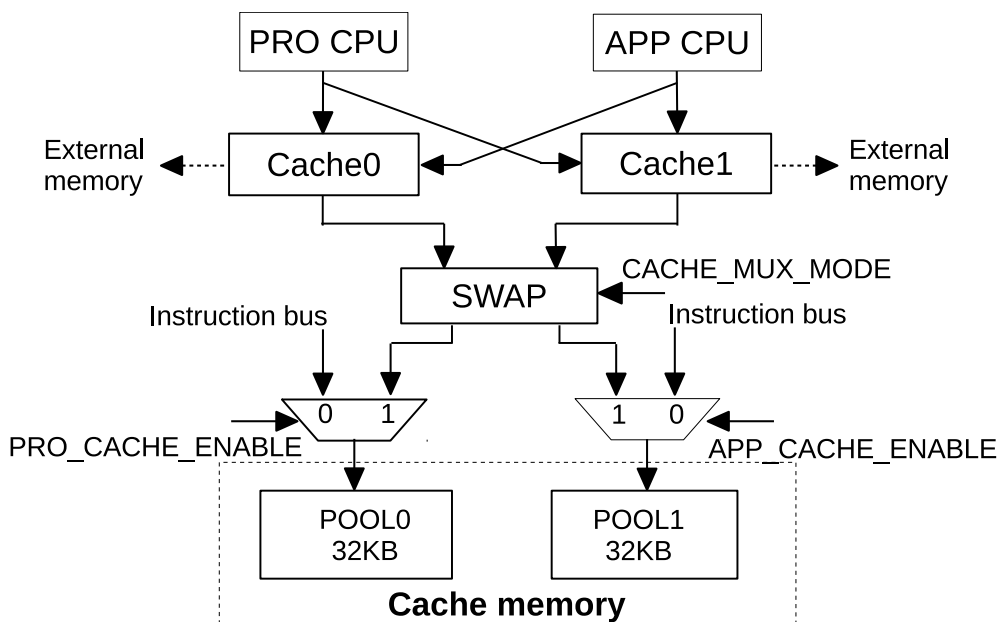 PRO CPU
APP CPU
External
memory
Cache0
Cache1
External
memory
SWAP
CACHE_MUX_MODE
Instruction bus
Instruction bus
0 1
1 0
PRO_CACHE_ENABLE
APP_CACHE_ENABLE
POOL0
32KB
POOL1
32KB
Cache memory